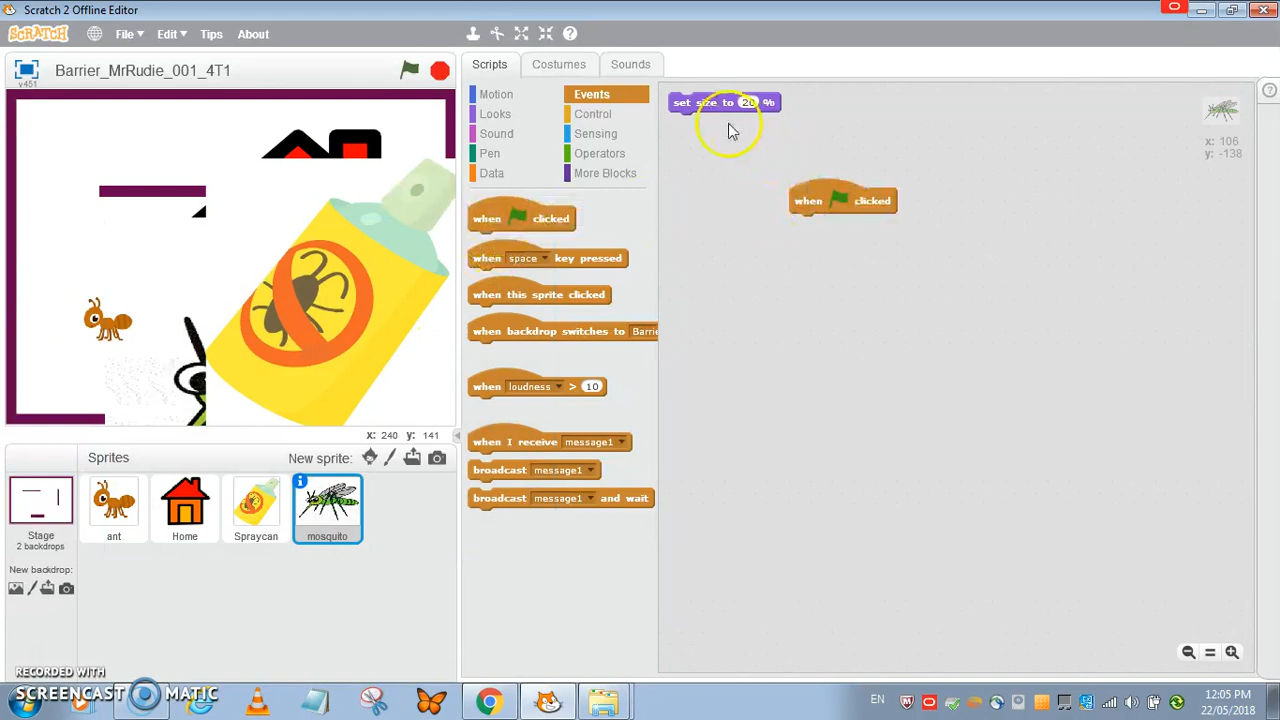 Scratch 2 Offline Editor
SCRATCH File Edit Tips About
v451 Barrier_MrRudie_001_4T1
Scripts Costumes Sounds
Motion Events
Looks Control
Sound Sensing
Pen Operators
Data More Blocks
when clicked
when space key pressed
when this sprite clicked
when backdrop switches to Barrie
when loudness > 10
when I receive message1
broadcast message1
broadcast message1 and wait
set size to 20 %
when clicked
x: 106
y: -138
x: 240 y: 141
Sprites New sprite:
Stage
2 backdrops
New backdrop:
ant Home Spraycan mosquito
RECORDED WITH
SCREENCAST MATIC
EN
12:05 PM
22/05/2018